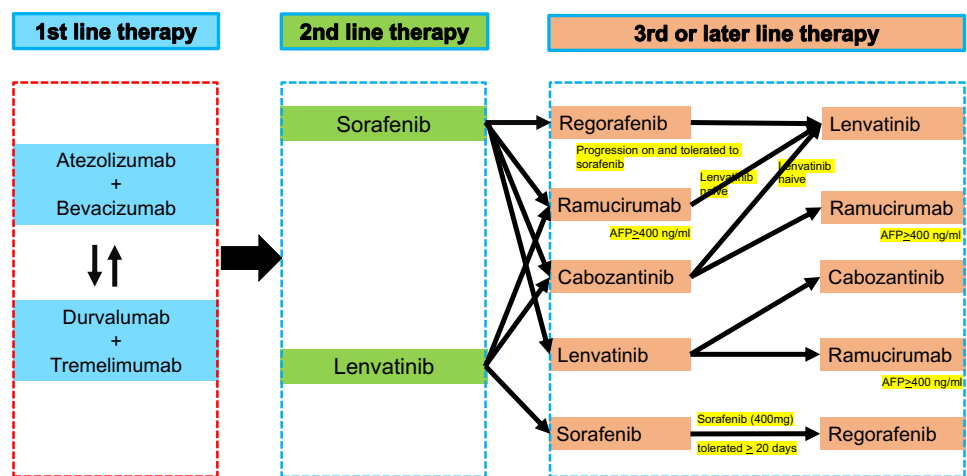 1st line therapy
2nd line therapy
3rd or later line therapy
Atezolizumab
+
Bevacizumab
Durvalumab
+
Tremelimumab
Sorafenib
Lenvatinib
Regorafenib
Progression on and tolerated to
sorafenib
Ramucirumab
AFP≥400 ng/ml
Cabozantinib
Lenvatinib
Sorafenib
Lenvatinib
naive
Lenvatinib
naive
Sorafenib (400mg)
tolerated ≥ 20 days
Lenvatinib
Ramucirumab
AFP≥400 ng/ml
Cabozantinib
Ramucirumab
AFP≥400 ng/ml
Regorafenib